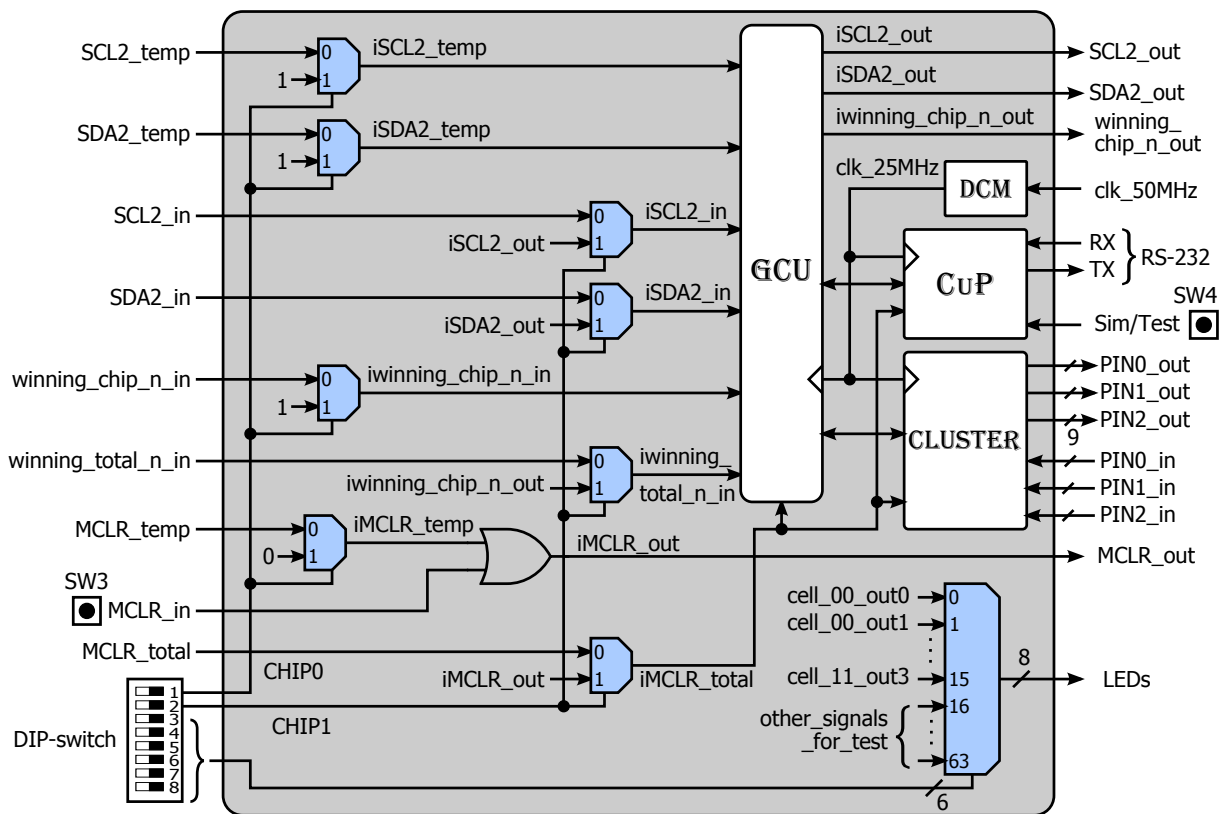 SCL2_temp
0
1
1
iSCL2_temp
iSCL2_out
SCL2_out
iSDA2_out
SDA2_out
SDA2_temp
0
1
1
iSDA2_temp
iwinning_chip_n_out
winning_
chip_n_out
clk_25MHz
DCM
clk_50MHz
SCL2_in
0
iSCL2_out
1
iSCL2_in
GCU
CuP
RX
TX
RS-232
SDA2_in
0
iSDA2_out
1
iSDA2_in
SW4
Sim/Test
winning_chip_n_in
0
1
1
iwinning_chip_n_in
CLUSTER
PIN0_out
PIN1_out
PIN2_out
9
PIN0_in
PIN1_in
PIN2_in
winning_total_n_in
0
iwinning_chip_n_out
1
iwinning_
total_n_in
MCLR_temp
0
0
1
iMCLR_temp
iMCLR_out
MCLR_out
SW3
MCLR_in
MCLR_total
0
iMCLR_out
1
iMCLR_total
CHIP0
CHIP1
DIP-switch
1
2
3
4
5
6
7
8
cell_00_out0
0
cell_00_out1
1
cell_11_out3
15
other_signals
_for_test
16
63
8
LEDs
6